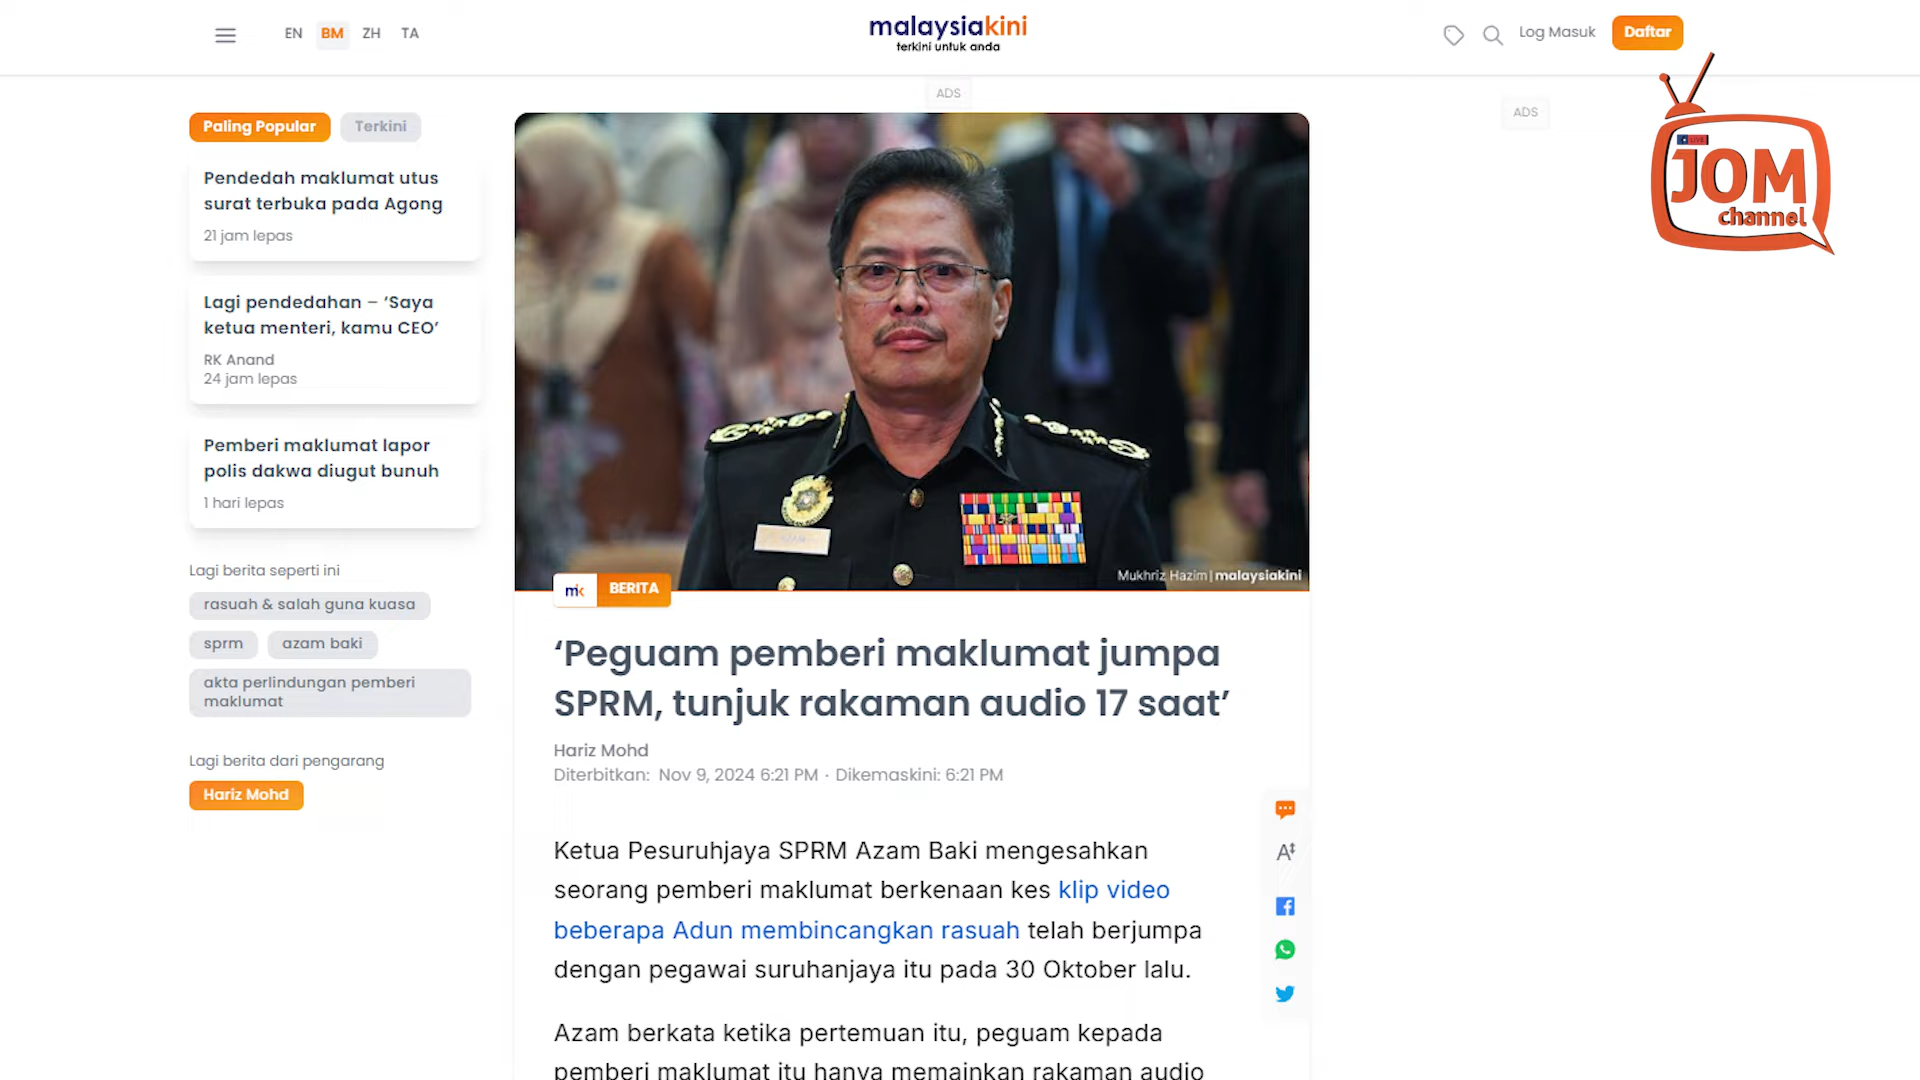 EN BM ZH TA
malaysiakini
terkini untuk anda
Log Masuk
Daftar
ADS
ADS
LIVE
JOM
channel
Paling Popular
Terkini
Pendedah maklumat utus
surat terbuka pada Agong
21 jam lepas
Lagi pendedahan – ‘Saya
ketua menteri, kamu CEO’
RK Anand
24 jam lepas
Pemberi maklumat lapor
polis dakwa diugut bunuh
1 hari lepas
Lagi berita seperti ini
rasuah & salah guna kuasa
sprm
azam baki
akta perlindungan pemberi
maklumat
Lagi berita dari pengarang
Hariz Mohd
Mukhriz Hazim | malaysiakini
mk
BERITA
‘Peguam pemberi maklumat jumpa
SPRM, tunjuk rakaman audio 17 saat’
Hariz Mohd
Diterbitkan: Nov 9, 2024 6:21 PM · Dikemaskini: 6:21 PM
Ketua Pesuruhjaya SPRM Azam Baki mengesahkan
seorang pemberi maklumat berkenaan kes klip video
beberapa Adun membincangkan rasuah telah berjumpa
dengan pegawai suruhanjaya itu pada 30 Oktober lalu.
Azam berkata ketika pertemuan itu, peguam kepada
pemberi maklumat itu hanya memainkan rakaman audio